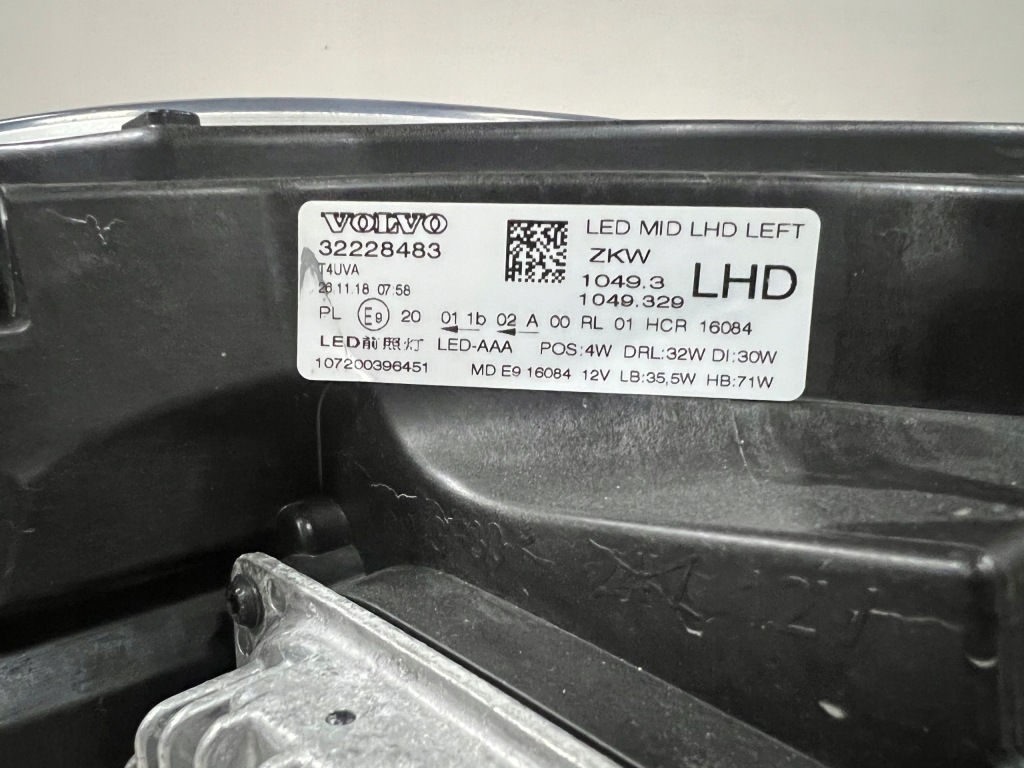 VOLVO
32228483
T4UVA
26.11.18 07:58
LED MID LHD LEFT
ZKW
1049.3
1049.329
LHD
PL E9 20 01 1b 02 A 00 RL 01 HCR 16084
LED前照灯 LED-AAA POS:4W DRL:32W DI:30W
107200396451 MD E9 16084 12V LB:35,5W HB:71W